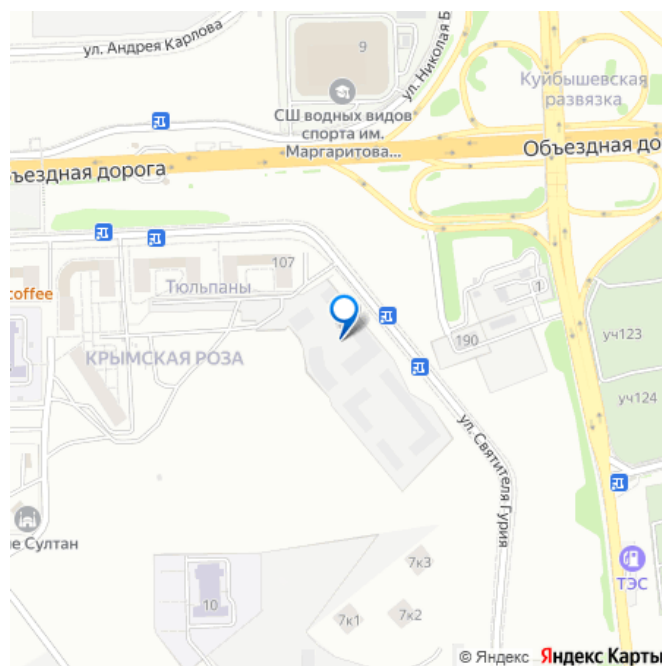 ул. Андрея Карлова
9
ул. Николая Б
СШ водных видов
спорта им.
Маргаритова...
Куйбышевская
развязка
Объездная до
ъездная дорога
107
Тюльпаны
coffee
1
190
уч123
КРЫМСКАЯ РОЗА
уч124
ул. Святителя Гурия
не Султан
7к3
ТЭС
10
7к2
7к1
© Яндекс Яндекс Карты